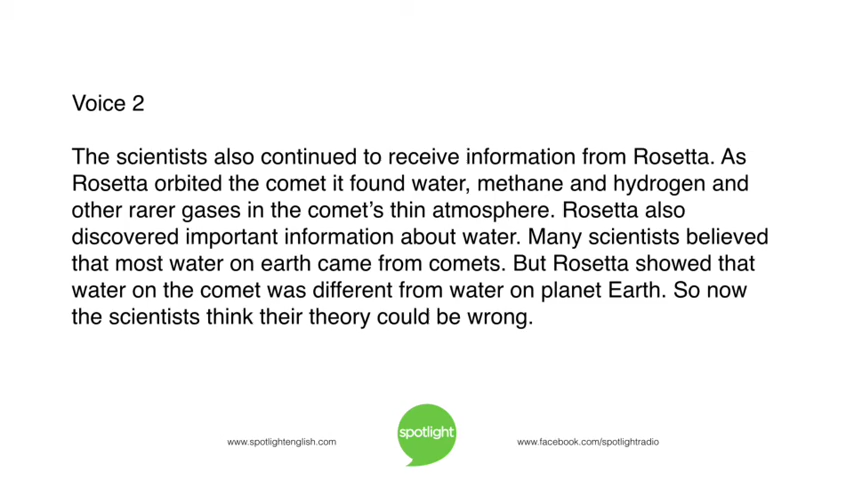 Voice 2
The scientists also continued to receive information from Rosetta. As
Rosetta orbited the comet it found water, methane and hydrogen and
other rarer gases in the comet's thin atmosphere. Rosetta also
discovered important information about water. Many scientists believed
that most water on earth came from comets. But Rosetta showed that
water on the comet was different from water on planet Earth. So now
the scientists think their theory could be wrong.
spotlight
www.spotlightenglish.com
www.facebook.com/spotlightradio